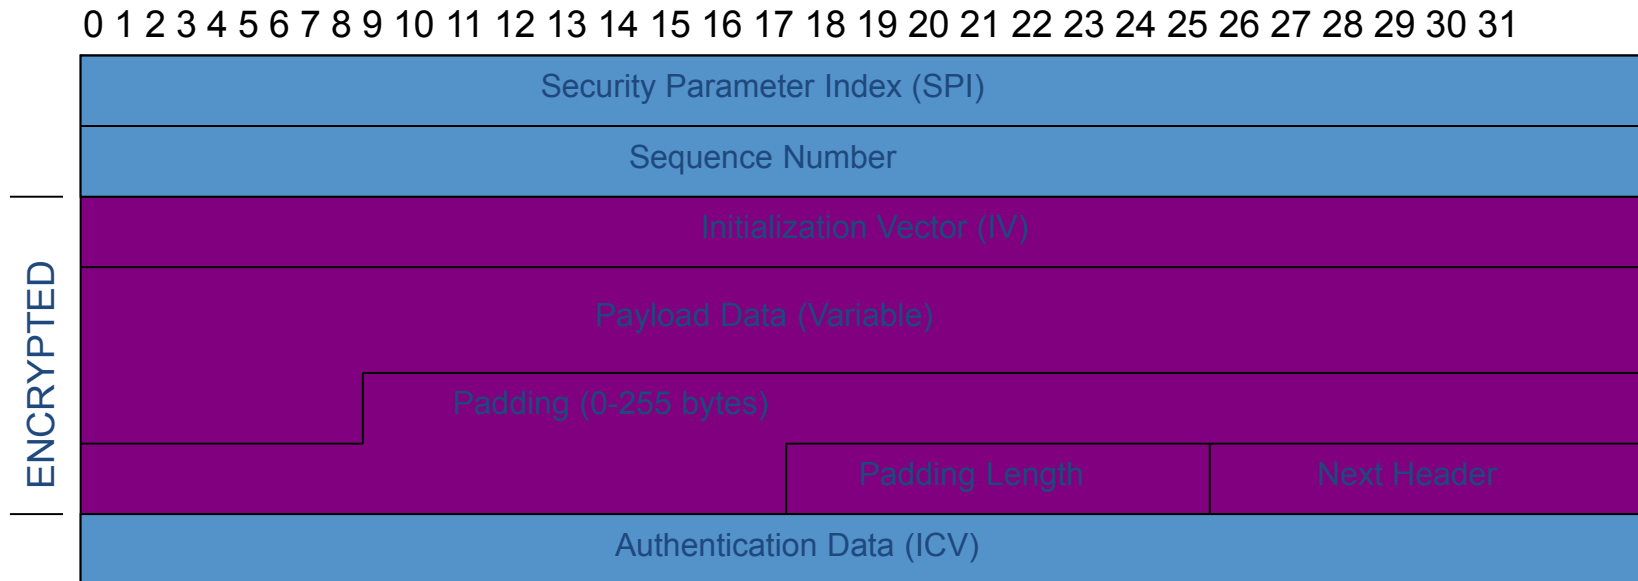 0 1 2 3 4 5 6 7 8 9 10 11 12 13 14 15 16 17 18 19 20 21 22 23 24 25 26 27 28 29 30 31
Security Parameter Index (SPI)
Sequence Number
ENCRYPTED
Initialization Vector (IV)
Payload Data (Variable)
Padding (0-255 bytes)
Padding Length
Next Header
Authentication Data (ICV)